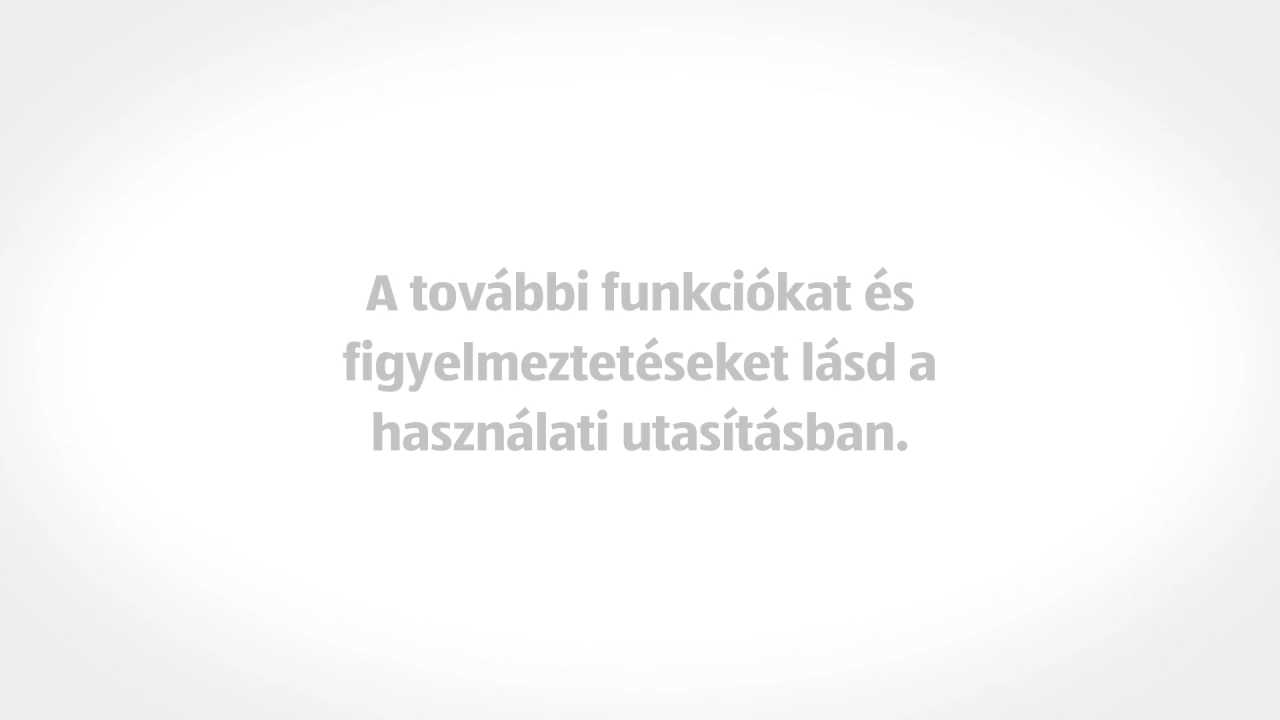 A további funkciókat és
figyelmeztetéseket lásd a
használati utasításban.